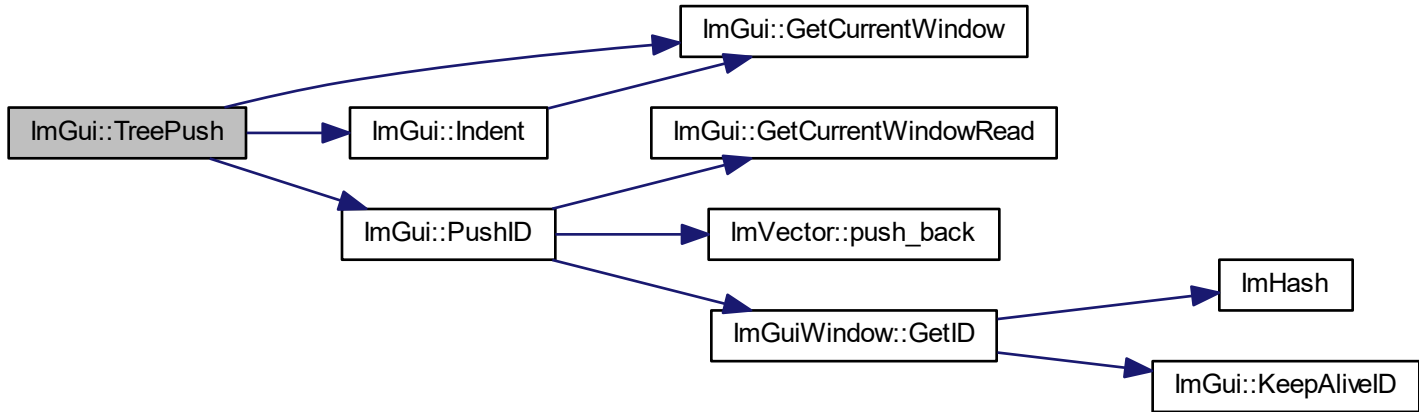 ImGui::GetCurrentWindow
ImGui::TreePush
ImGui::Indent
ImGui::GetCurrentWindowRead
ImGui::PushID
ImVector::push_back
ImHash
ImGuiWindow::GetID
ImGui::KeepAliveID